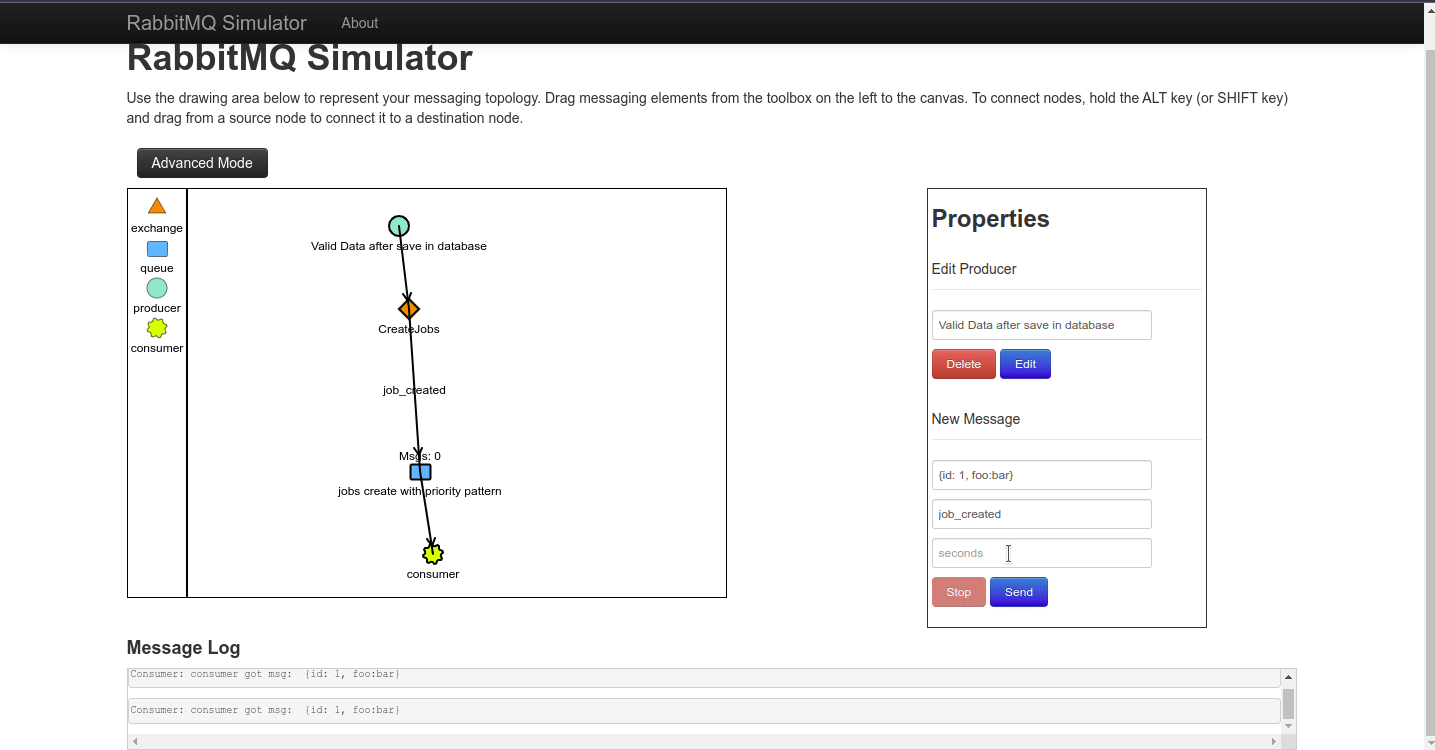 RabbitMQ Simulator
About
RabbitMQ Simulator
Use the drawing area below to represent your messaging topology. Drag messaging elements from the toolbox on the left to the canvas. To connect nodes, hold the ALT key (or SHIFT key)
and drag from a source node to connect it to a destination node.
Advanced Mode
exchange
queue
producer
consumer
Valid Data after save in database
CreateJobs
job_created
Msgs: 0
jobs create with priority pattern
consumer
Properties
Edit Producer
Valid Data after save in database
Delete
Edit
New Message
{id: 1, foo:bar}
job_created
seconds
Stop
Send
Message Log
Consumer: consumer got msg:  {id: 1, foo:bar}
Consumer: consumer got msg:  {id: 1, foo:bar}